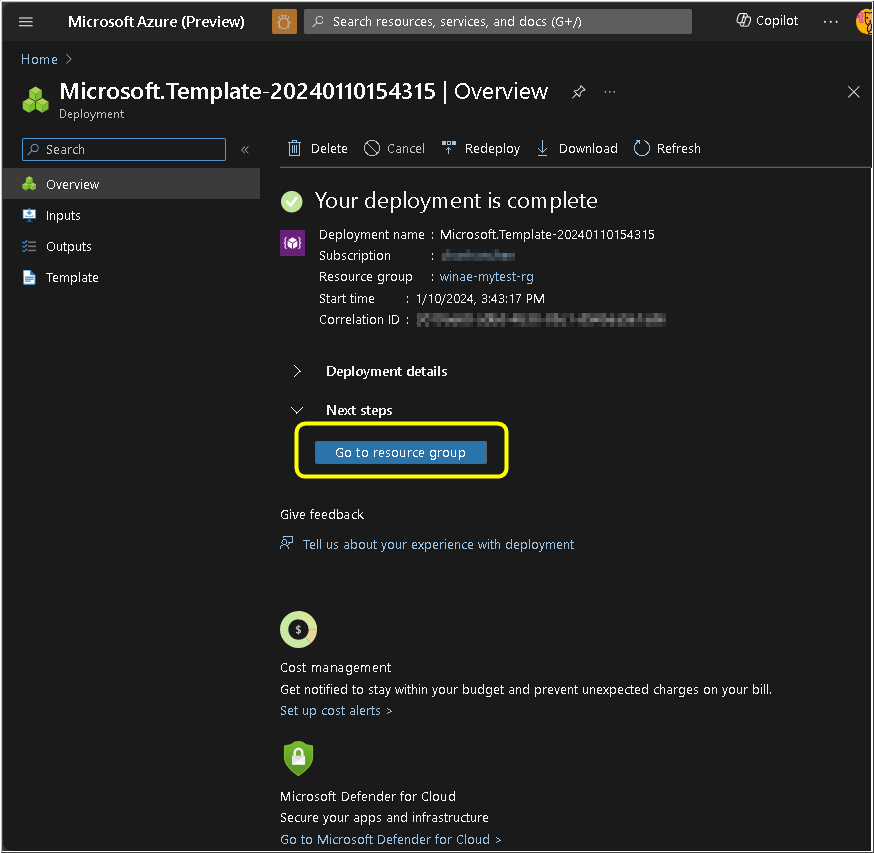 Microsoft Azure (Preview)
Search resources, services, and docs (G+/)
Copilot
Home
Microsoft.Template-20240110154315 | Overview
Deployment
Search
Delete
Cancel
Redeploy
Download
Refresh
Overview
Inputs
Outputs
Template
Your deployment is complete
Deployment name : Microsoft.Template-20240110154315
Subscription :
Resource group : winae-mytest-rg
Start time : 1/10/2024, 3:43:17 PM
Correlation ID :
Deployment details
Next steps
Go to resource group
Give feedback
Tell us about your experience with deployment
$
Cost management
Get notified to stay within your budget and prevent unexpected charges on your bill.
Set up cost alerts >
Microsoft Defender for Cloud
Secure your apps and infrastructure
Go to Microsoft Defender for Cloud >